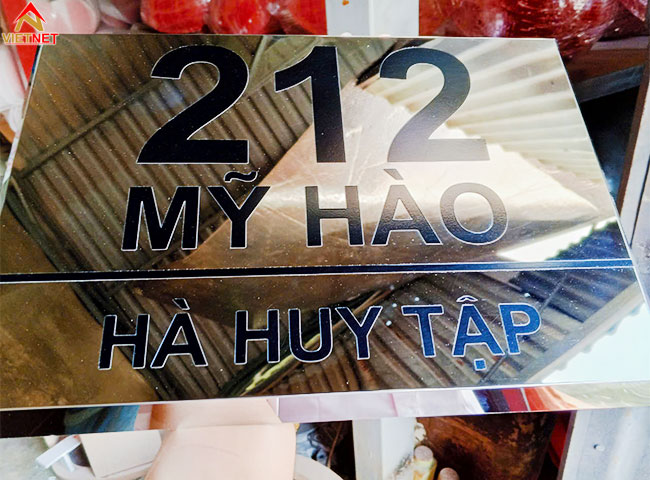 VIETNET
212
MỸ HÀO
HÀ HUY TẬP